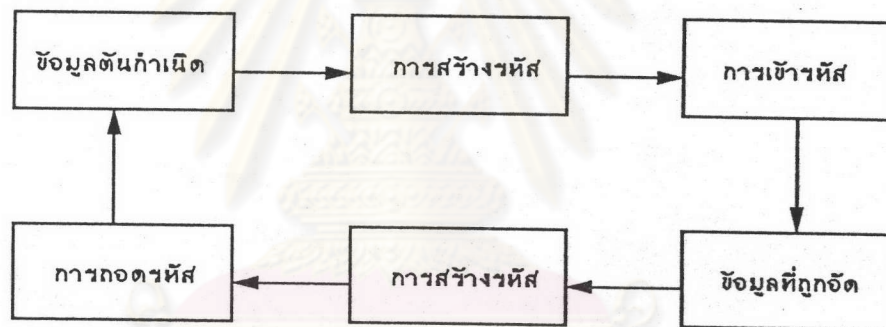 ข้อมูลต้นกำเนิด
การสร้างรหัส
การเข้ารหัส
การถอดรหัส
การสร้างรหัส
ข้อมูลที่ถูกอัด